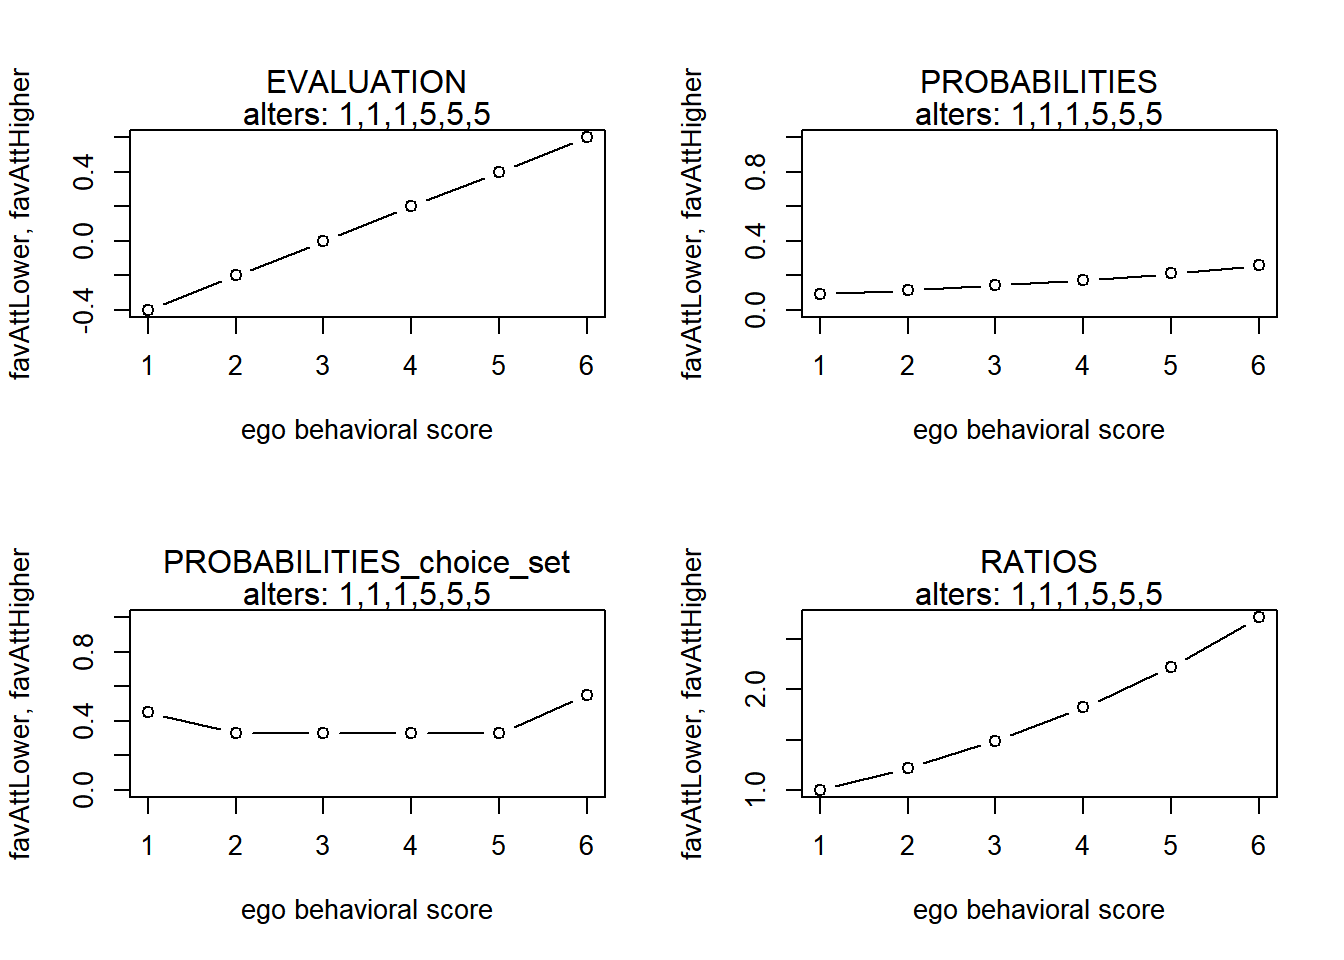 EVALUATION
alters: 1,1,1,5,5,5
favAttLower, favAttHigher
0.4
0.0
-0.4
1 2 3 4 5 6
ego behavioral score
PROBABILITIES
alters: 1,1,1,5,5,5
favAttLower, favAttHigher
0.8
0.4
0.0
1 2 3 4 5 6
ego behavioral score
PROBABILITIES_choice_set
alters: 1,1,1,5,5,5
favAttLower, favAttHigher
0.8
0.4
0.0
1 2 3 4 5 6
ego behavioral score
RATIOS
alters: 1,1,1,5,5,5
favAttLower, favAttHigher
2.0
1.0
1 2 3 4 5 6
ego behavioral score